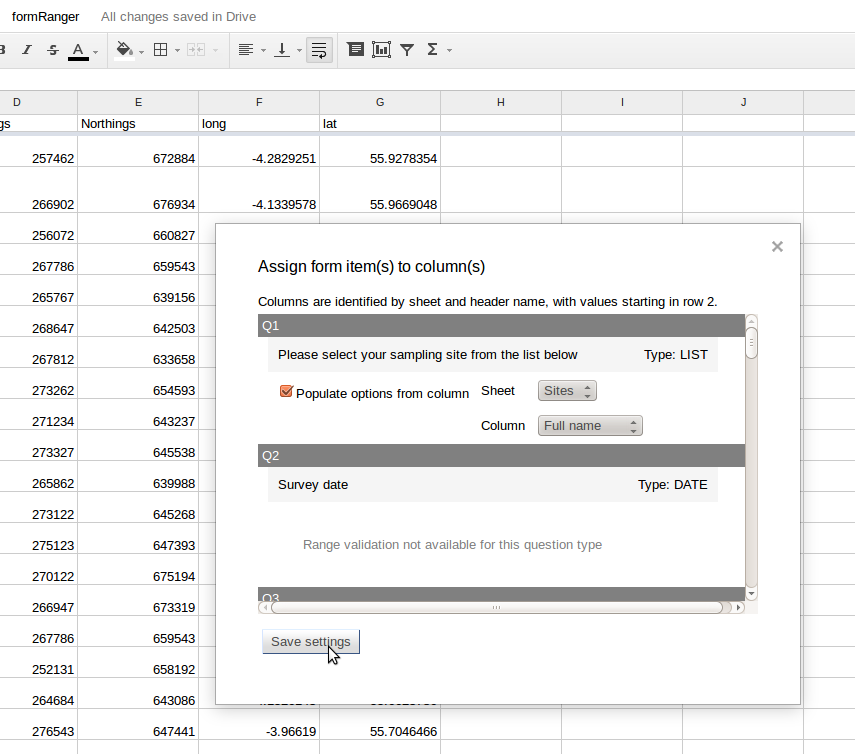 formRanger All changes saved in Drive
B I S A Σ
D E F G H I J
gs Northings long lat
257462 672884 -4.2829251 55.9278354
266902 676934 -4.1339578 55.9669048
256072 660827
267786 659543
265767 639156
268647 642503
267812 633658
273262 654593
271234 643237
273327 645538
265862 639988
273122 645268
275123 647393
270122 675194
266947 673319
267786 659543
252131 658192
264684 643086
276543 647441 -3.96619 55.7046466
Assign form item(s) to column(s)
Columns are identified by sheet and header name, with values starting in row 2.
Q1
Please select your sampling site from the list below Type: LIST
Populate options from column Sheet Sites
Column Full name
Q2
Survey date Type: DATE
Range validation not available for this question type
Q3
Save settings